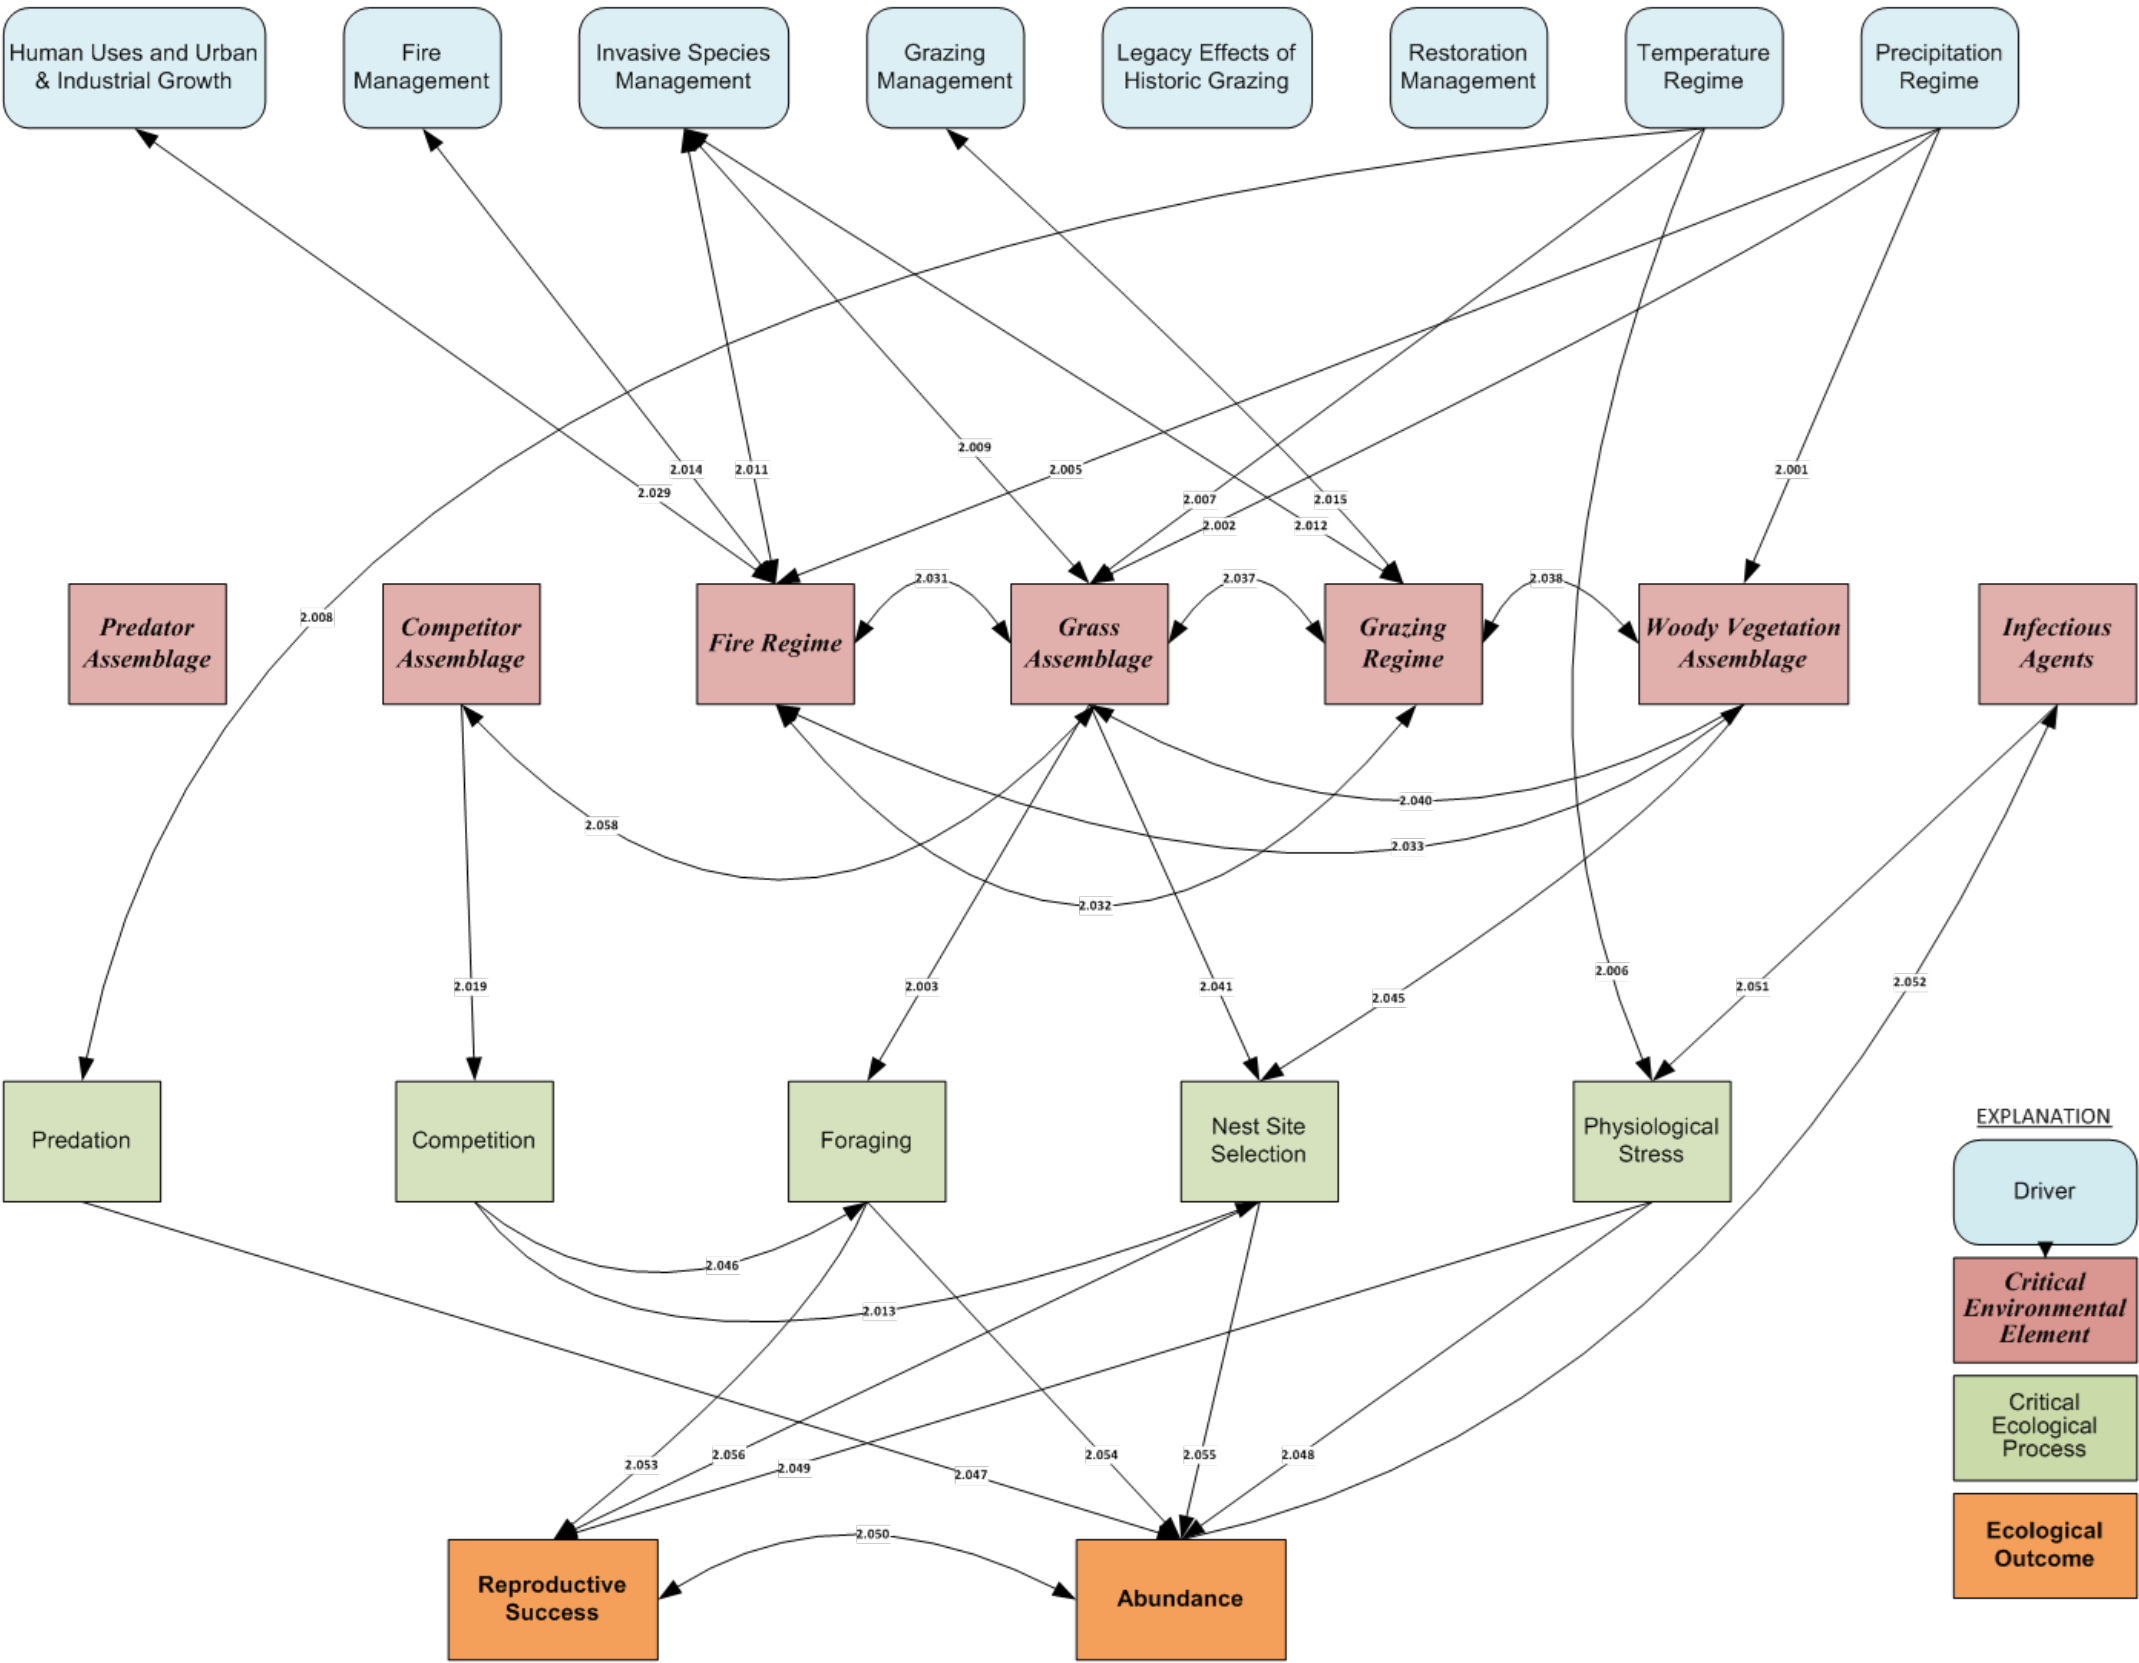 Human Uses and Urban
& Industrial Growth
Fire
Management
Invasive Species
Management
Grazing
Management
Legacy Effects of
Historic Grazing
Restoration
Management
Temperature
Regime
Precipitation
Regime
2.009
2.014
2.011
2.005
2.001
2.029
2.007
2.015
2.002
2.012
2.031
2.037
2.038
2.008
Predator
Assemblage
Competitor
Assemblage
Fire Regime
Grass
Assemblage
Grazing
Regime
Woody Vegetation
Assemblage
Infectious
Agents
2.040
2.058
2.033
2.032
2.006
2.052
2.019
2.003
2.041
2.051
2.045
Predation
Competition
Foraging
Nest Site
Selection
Physiological
Stress
EXPLANATION
Driver
Critical
Environmental
Element
Critical
Ecological
Process
Ecological
Outcome
2.046
2.013
2.056
2.054
2.055
2.048
2.053
2.049
2.047
2.050
Reproductive
Success
Abundance